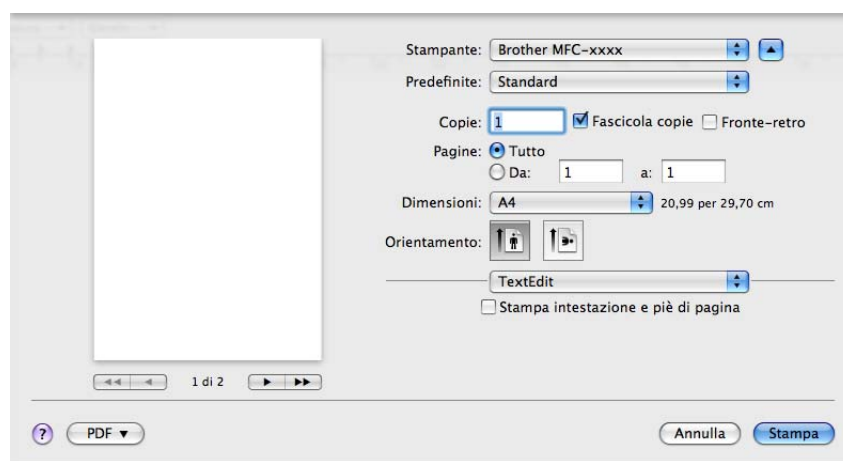 Stampante: Brother MFC-xxxx
Predefinite: Standard
Copie: 1 Fascicola copie Fronte-retro
Pagine: Tutto
Da: 1 a: 1
Dimensioni: A4 20,99 per 29,70 cm
Orientamento:
TextEdit
Stampa intestazione e piè di pagina
1 di 2
? PDF Annulla Stampa